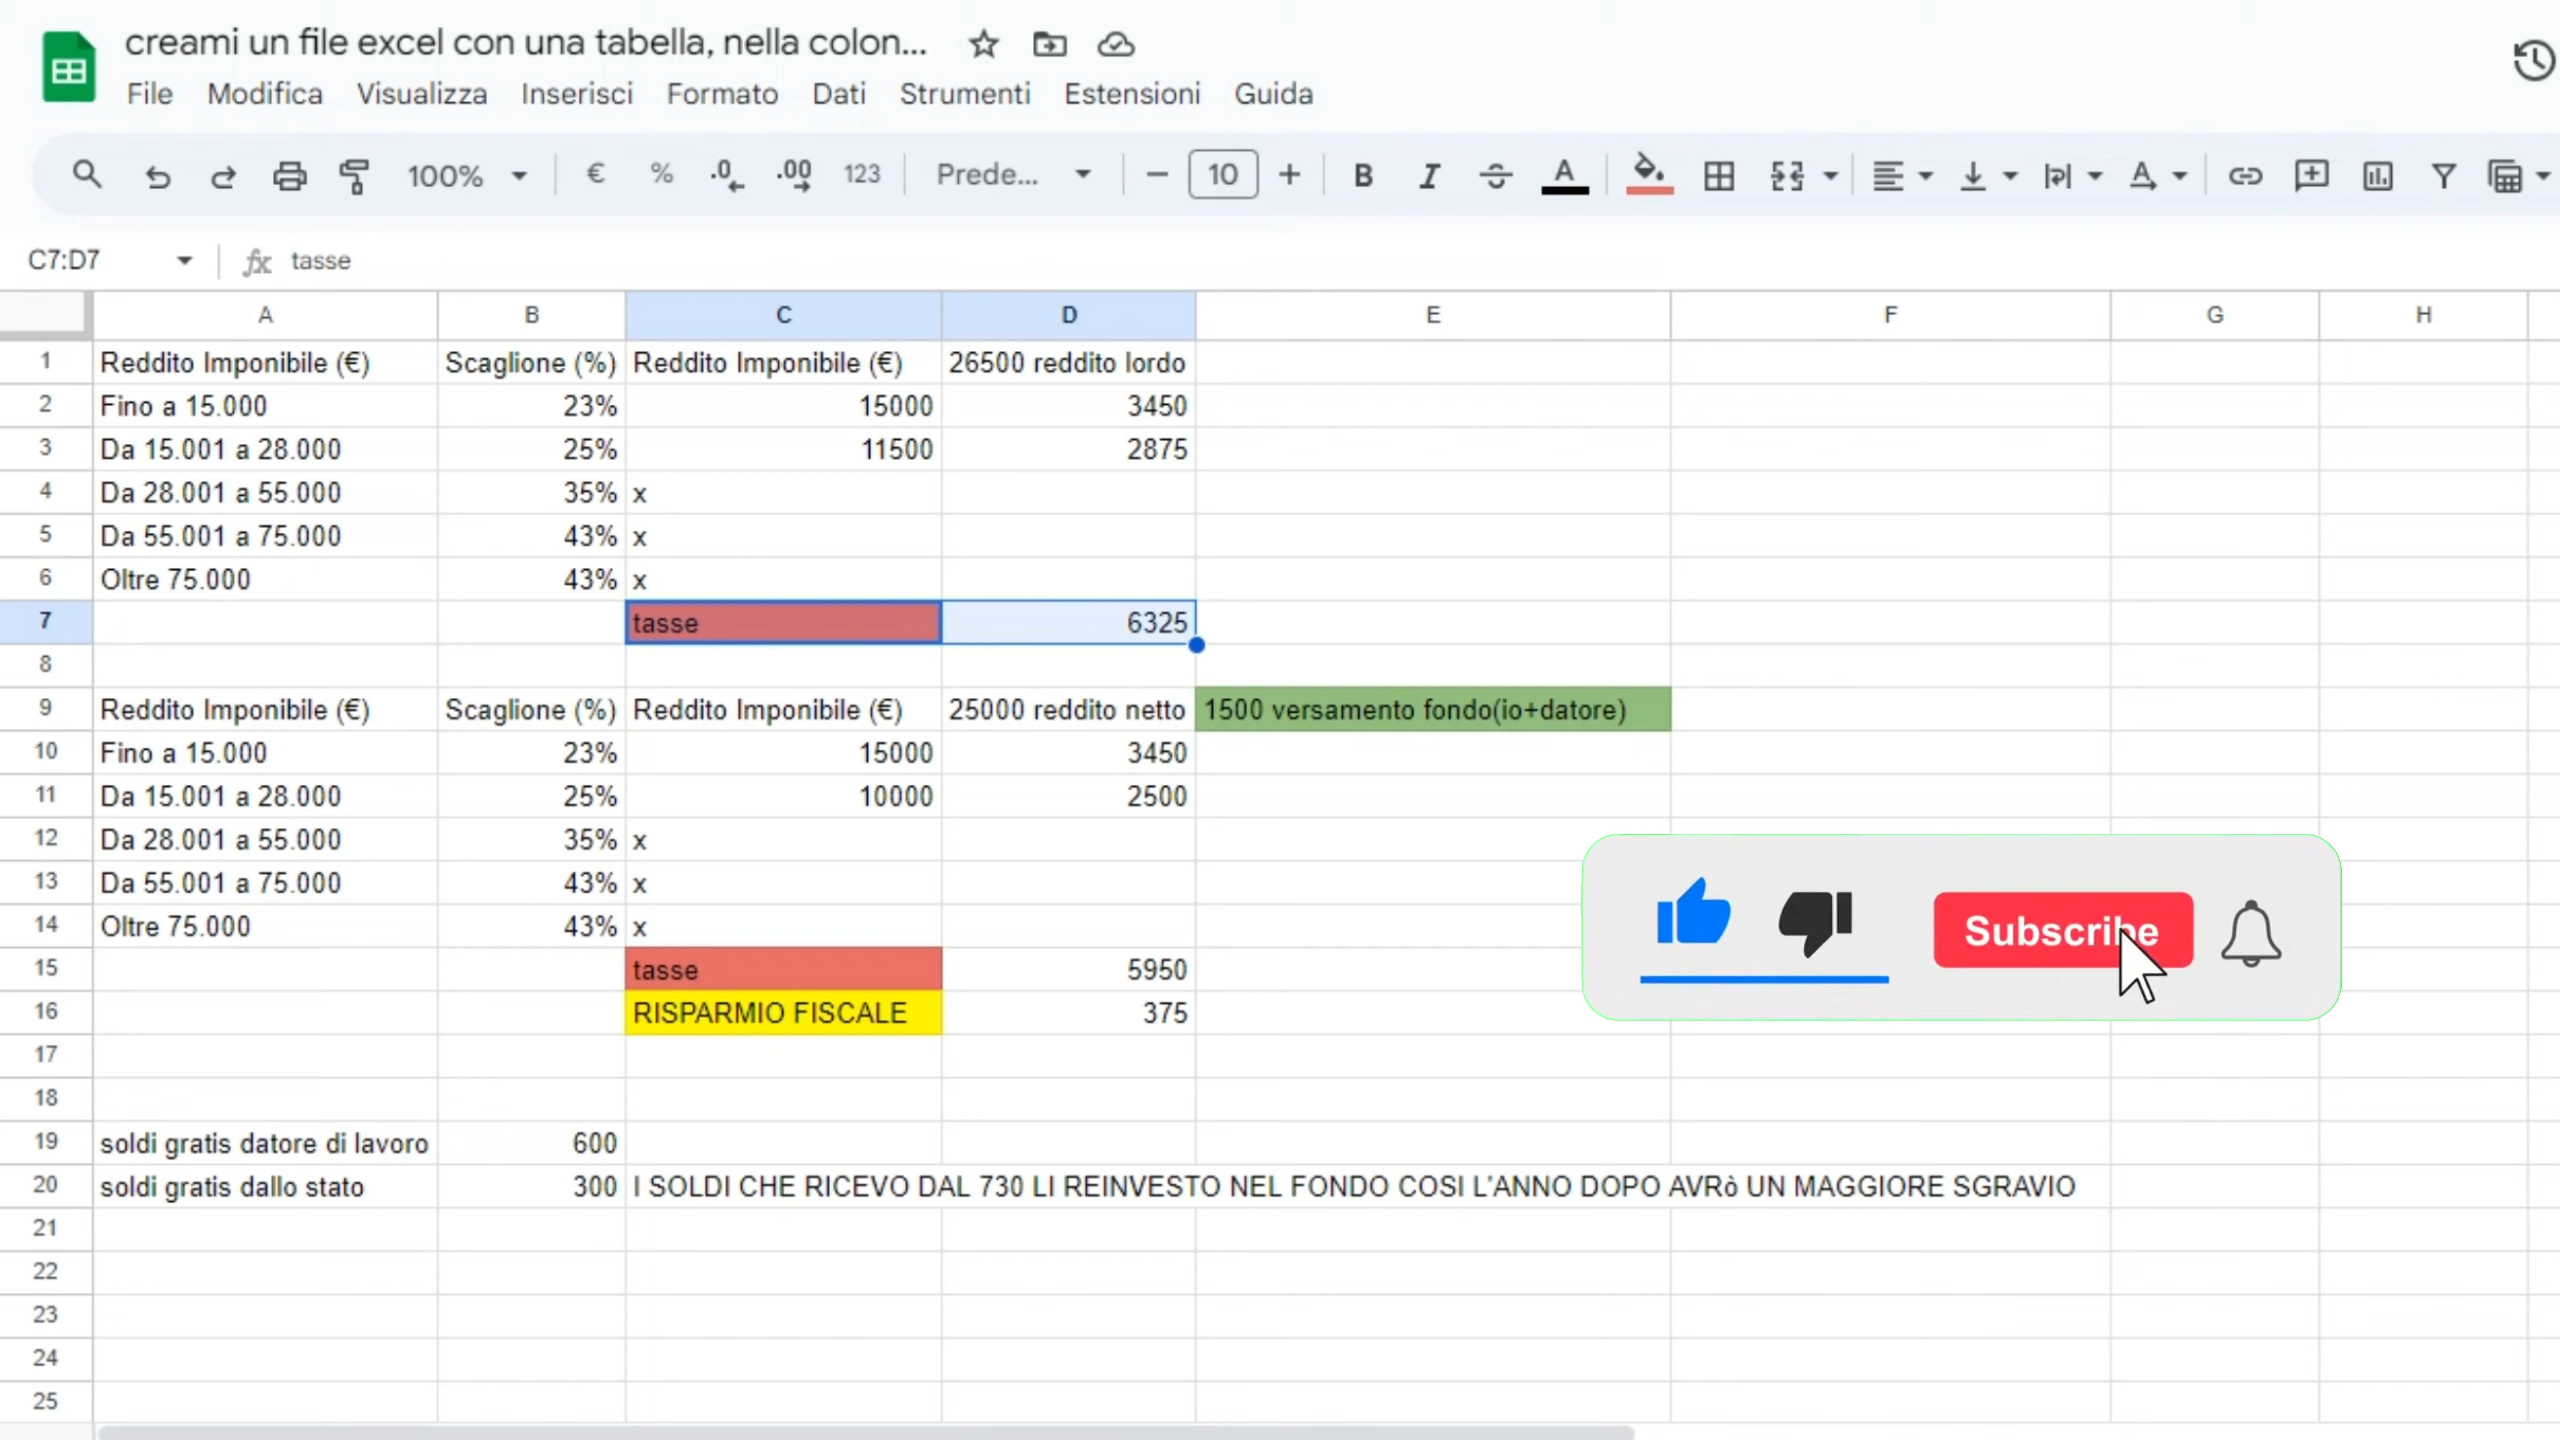 creami un file excel con una tabella, nella colon...
File Modifica Visualizza Inserisci Formato Dati Strumenti Estensioni Guida
100% € % .0 .00 123 Prede... 10 B I A A
C7:D7 fx tasse
A B C D E F G H
1 Reddito Imponibile (€) Scaglione (%) Reddito Imponibile (€) 26500 reddito lordo
2 Fino a 15.000 23% 15000 3450
3 Da 15.001 a 28.000 25% 11500 2875
4 Da 28.001 a 55.000 35% x
5 Da 55.001 a 75.000 43% x
6 Oltre 75.000 43% x
7 tasse 6325
8
9 Reddito Imponibile (€) Scaglione (%) Reddito Imponibile (€) 25000 reddito netto 1500 versamento fondo(io+datore)
10 Fino a 15.000 23% 15000 3450
11 Da 15.001 a 28.000 25% 10000 2500
12 Da 28.001 a 55.000 35% x
13 Da 55.001 a 75.000 43% x
14 Oltre 75.000 43% x
Subscribe
15 tasse 5950
16 RISPARMIO FISCALE 375
17
18
19 soldi gratis datore di lavoro 600
20 soldi gratis dallo stato 300 I SOLDI CHE RICEVO DAL 730 LI REINVESTO NEL FONDO COSI L'ANNO DOPO AVRò UN MAGGIORE SGRAVIO
21
22
23
24
25